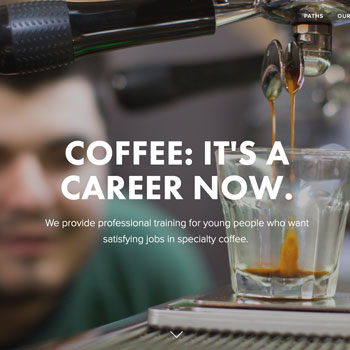 PATHS OUR
COFFEE: IT'S A
CAREER NOW.
We provide professional training for young people who want
satisfying jobs in specialty coffee.